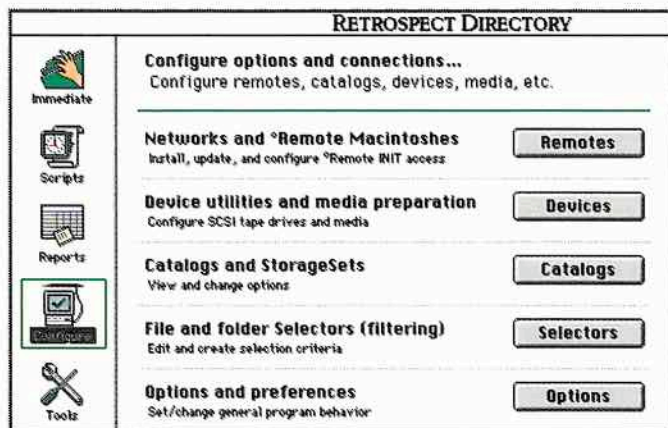 RETROSPECT DIRECTORY
Immediate
Scripts
Reports
Configure
Tools
Configure options and connections...
Configure remotes, catalogs, devices, media, etc.
Networks and °Remote Macintoshes
Install, update, and configure °Remote INIT access
Remotes
Device utilities and media preparation
Configure SCSI tape drives and media
Devices
Catalogs and StorageSets
View and change options
Catalogs
File and folder Selectors (filtering)
Edit and create selection criteria
Selectors
Options and preferences
Set/change general program behavior
Options